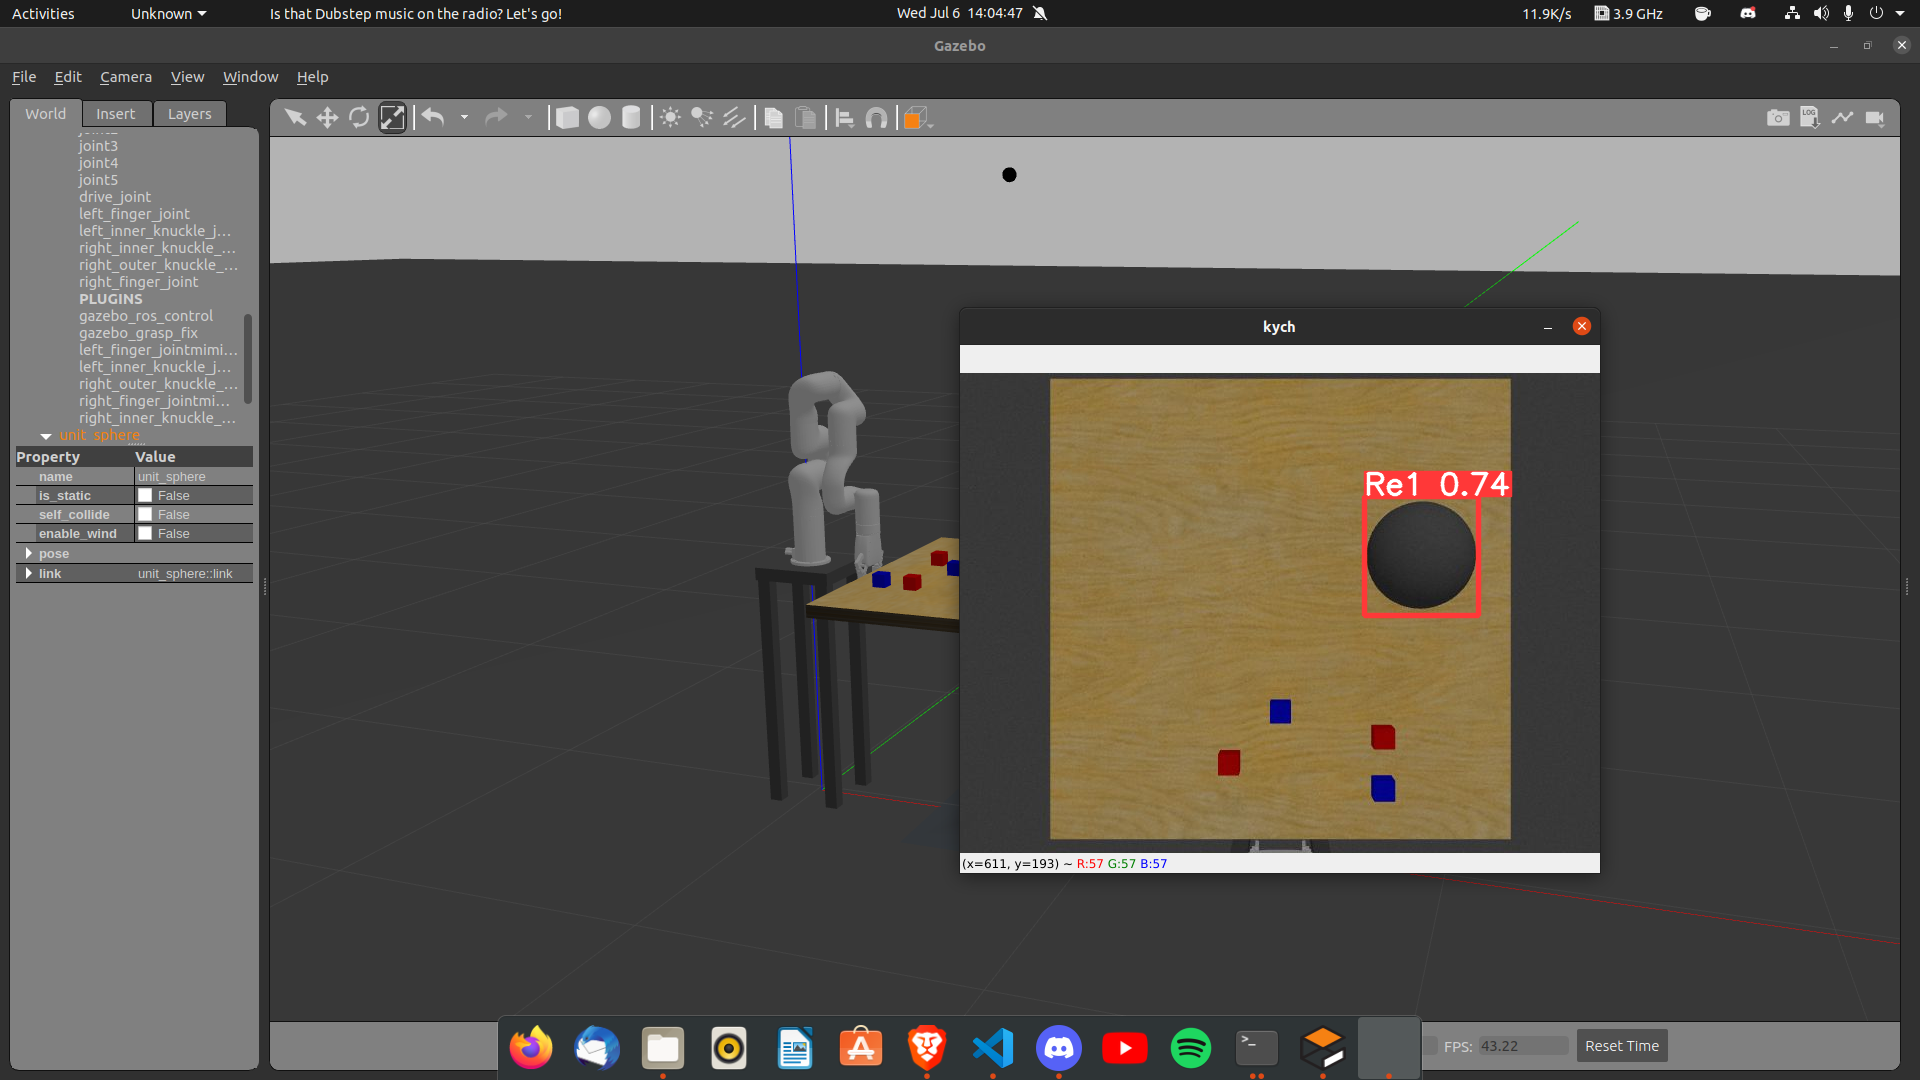 Activities
Unknown
Is that Dubstep music on the radio? Let's go!
Wed Jul 6 14:04:47
11.9K/s
3.9 GHz
Gazebo
File Edit Camera View Window Help
World Insert Layers
joint3
joint4
joint5
drive_joint
left_finger_joint
left_inner_knuckle_j...
right_inner_knuckle_...
right_outer_knuckle_...
right_finger_joint
PLUGINS
gazebo_ros_control
gazebo_grasp_fix
left_finger_jointmimi...
left_inner_knuckle_j...
right_outer_knuckle_...
right_finger_jointmi...
right_inner_knuckle_...
unit_sphere
Property Value
name unit_sphere
is_static False
self_collide False
enable_wind False
pose
link unit_sphere::link
LOG
kych
Re1 0.74
(x=611, y=193) ~ R:57 G:57 B:57
FPS: 43.22
Reset Time